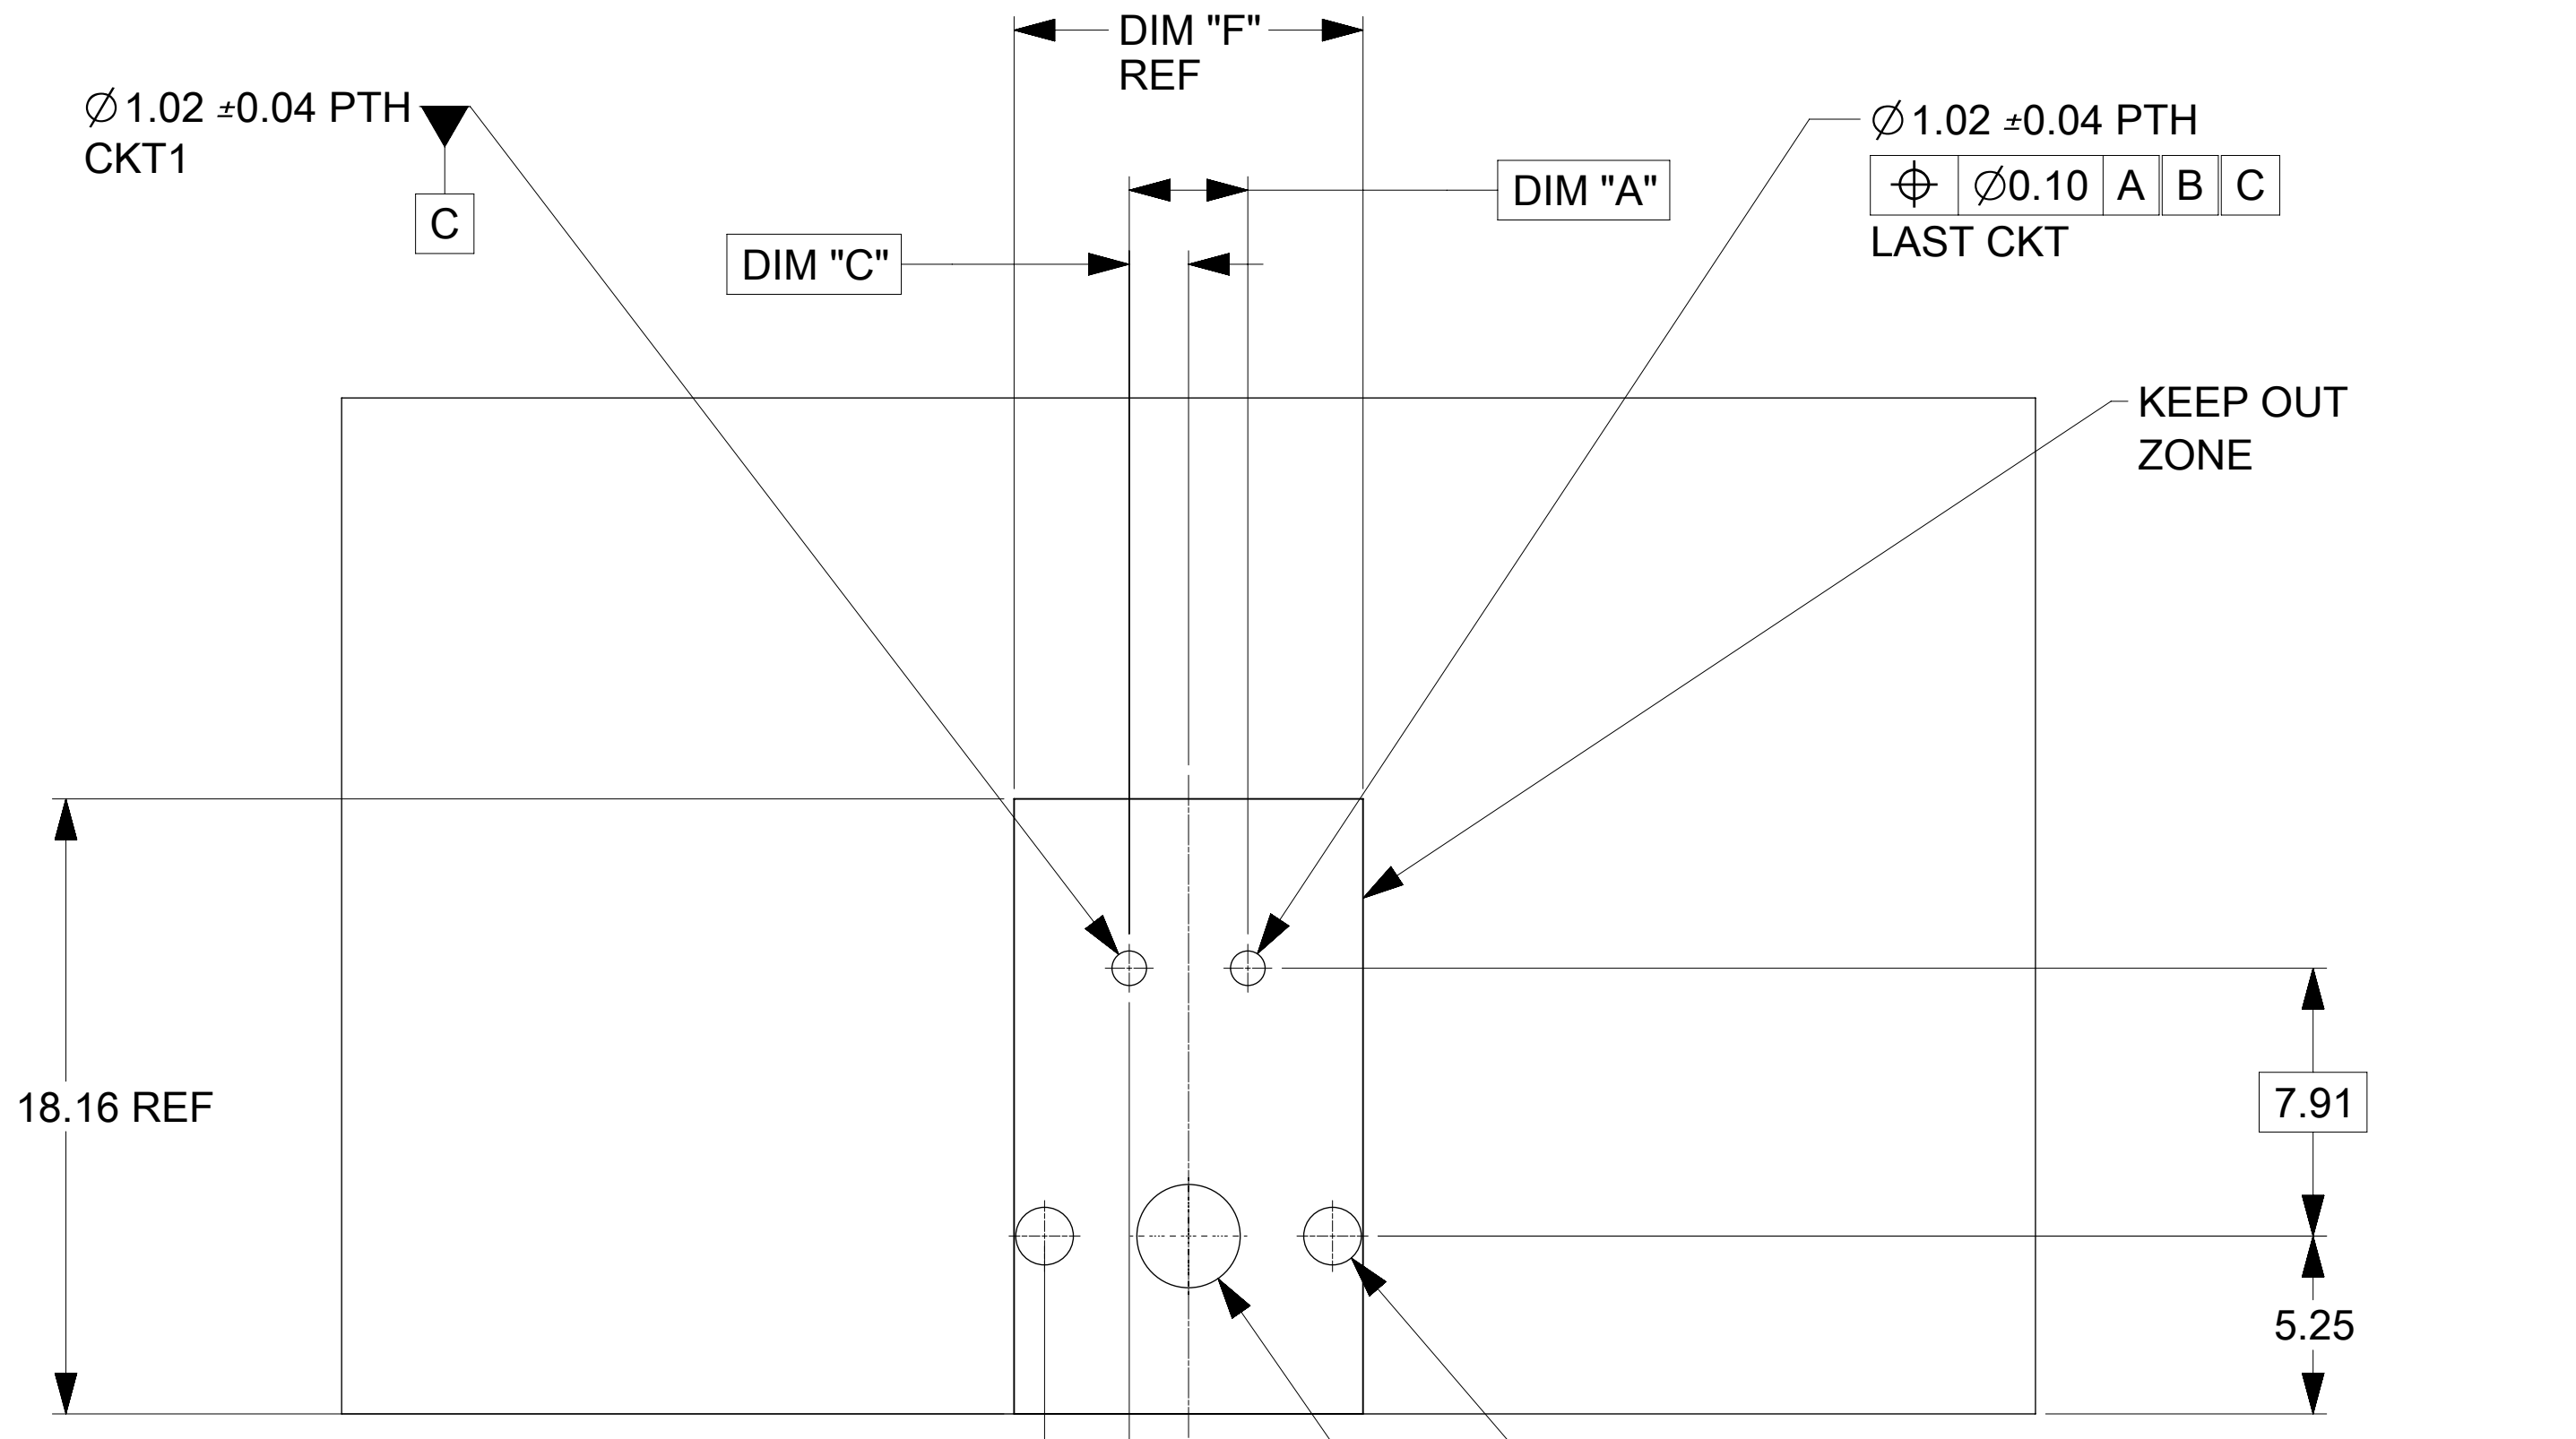 DIM "F"
REF
∅1.02 ±0.04 PTH
CKT1
C
∅1.02 ±0.04 PTH
⌖ ∅0.10 A B C
LAST CKT
DIM "A"
DIM "C"
KEEP OUT
ZONE
18.16 REF
7.91
5.25